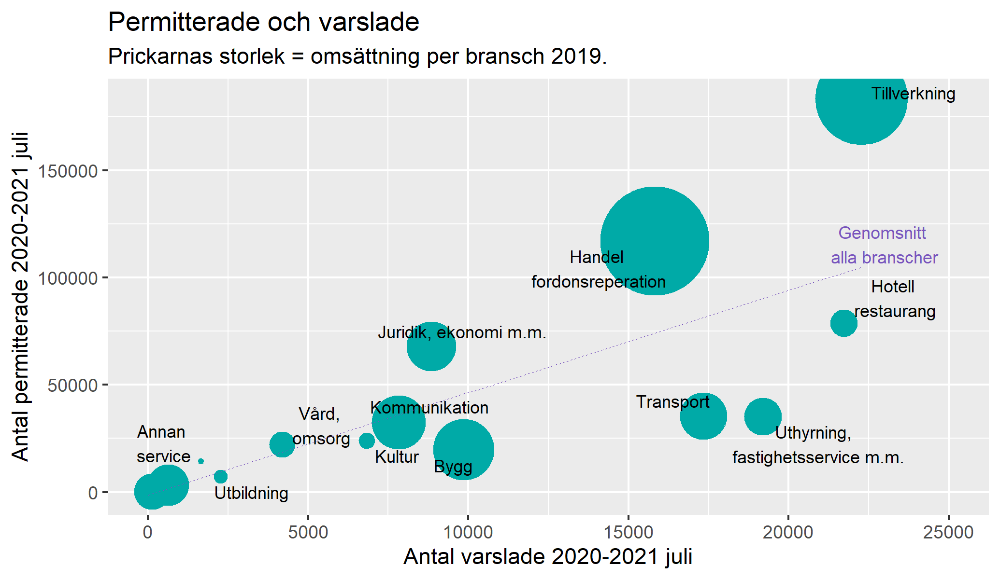 Permitterade och varslade
Prickarnas storlek = omsättning per bransch 2019.
Antal permitterade 2020-2021 juli
150000
100000
50000
0
Tillverkning
Genomsnitt
alla branscher
Handel
fordonsreperation
Hotell
restaurang
Juridik, ekonomi m.m.
Transport
Kommunikation
Vård,
omsorg
Annan
service
Uthyrning,
fastighetsservice m.m.
Kultur
Bygg
Utbildning
0
5000
10000
15000
20000
25000
Antal varslade 2020-2021 juli